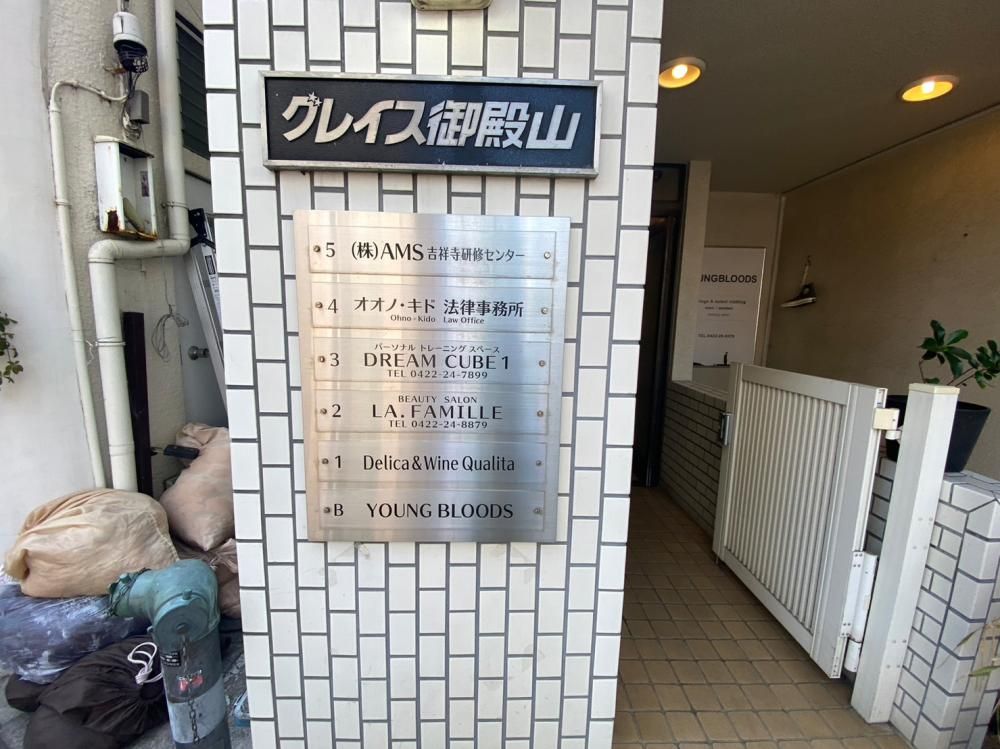 グレイス御殿山
5 (株)AMS 吉祥寺研修センター
4 オオノ・キド 法律事務所
Ohno - Kido Law Office
パーソナル トレーニング スペース
3 DREAM CUBE 1
TEL 0422-24-7899
BEAUTY SALON
2 LA. FAMILLE
TEL 0422-24-8879
1 Delica & Wine Qualita
B YOUNG BLOODS
UNGBLOODS